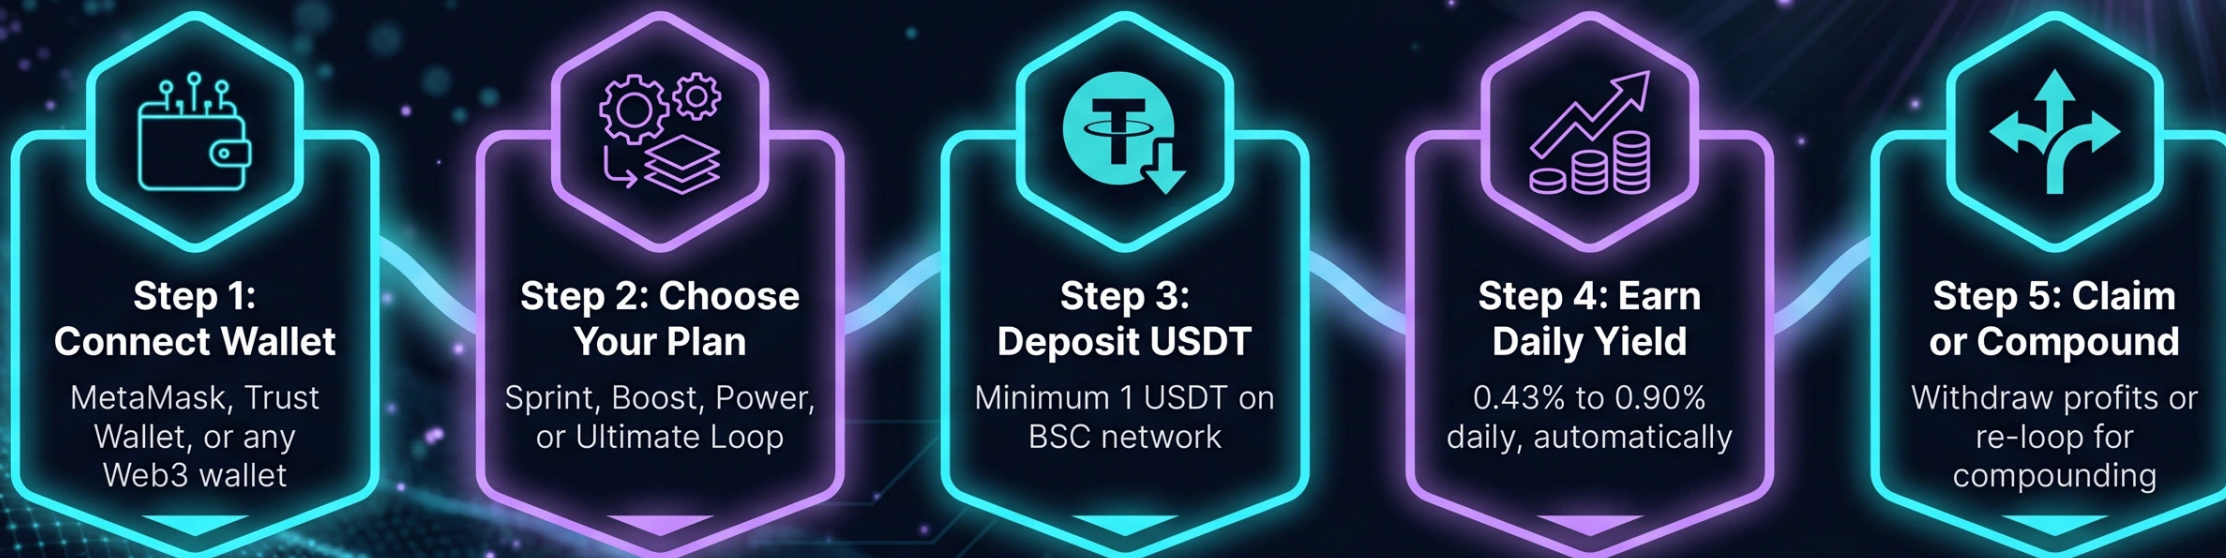 Step 1:
Connect Wallet
MetaMask, Trust
Wallet, or any
Web3 wallet
Step 2: Choose
Your Plan
Sprint, Boost, Power,
or Ultimate Loop
Step 3:
Deposit USDT
Minimum 1 USDT on
BSC network
Step 4: Earn
Daily Yield
0.43% to 0.90%
daily, automatically
Step 5: Claim
or Compound
Withdraw profits or
re-loop for
compounding